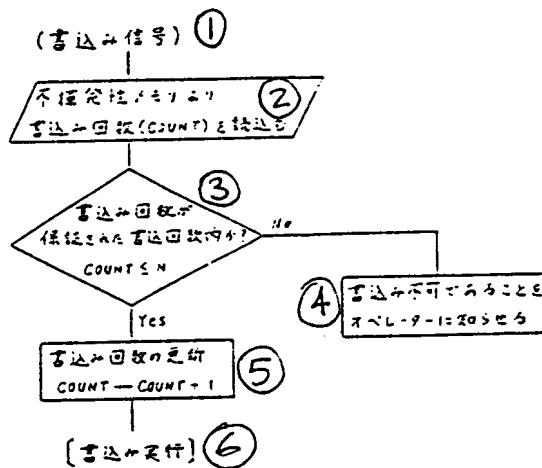 (書込み信号) ①
不揮発性メモリより ②
書込み回数(COUNT)を読込む
③
書込み回数が
保証された書込回数内か?
COUNT ≤ N
No
④
書込み不可であることを
オペレーターに知らせる
Yes
書込み回数の更新
COUNT ← COUNT + 1
⑤
[書込み実行] ⑥